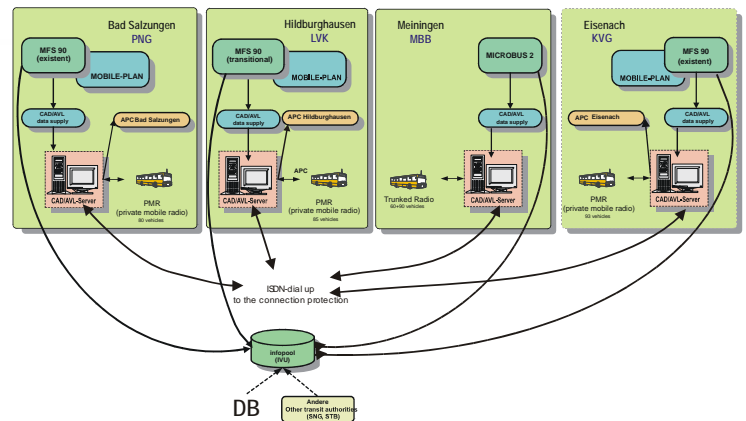 Bad Salzungen
PNG
MFS 90
(existent)
MOBILE-PLAN
CAD/AVL
data supply
APC Bad Salzungen
CAD/AVL-Server
PMR
(private mobile radio)
80 vehicles
Hildburghausen
LVK
MFS 90
(transitional)
MOBILE-PLAN
CAD/AVL
data supply
APC Hildburghausen
APC
CAD/AVL-Server
PMR
(private mobile radio)
85 vehicles
Meiningen
MBB
MICROBUS 2
CAD/AVL
data supply
Trunked Radio
60+90 vehicles
CAD/AVL-Server
Eisenach
KVG
MFS 90
(existent)
MOBILE-PLAN
APC Eisenach
CAD/AVL
data supply
PMR
(private mobile radio)
93 vehicles
CAD/AVL-Server
ISDN-dial up
to the connection protection
infopool
(IVU)
DB
Andere
Other transit authorities
(SNG, STB)